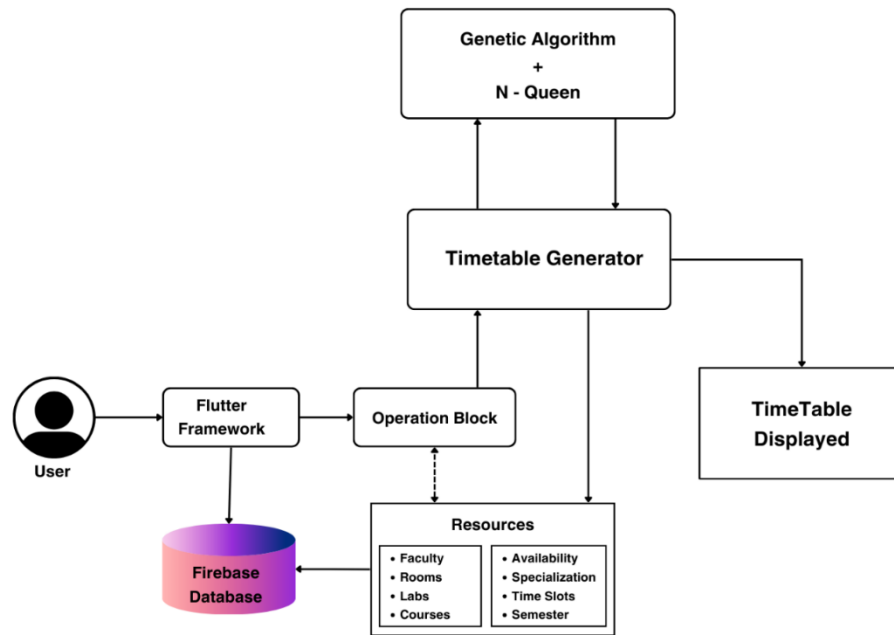 Genetic Algorithm
+
N - Queen
Timetable Generator
Flutter
Framework
Operation Block
TimeTable
Displayed
User
Resources
• Faculty
• Rooms
• Labs
• Courses
• Availability
• Specialization
• Time Slots
• Semester
Firebase
Database